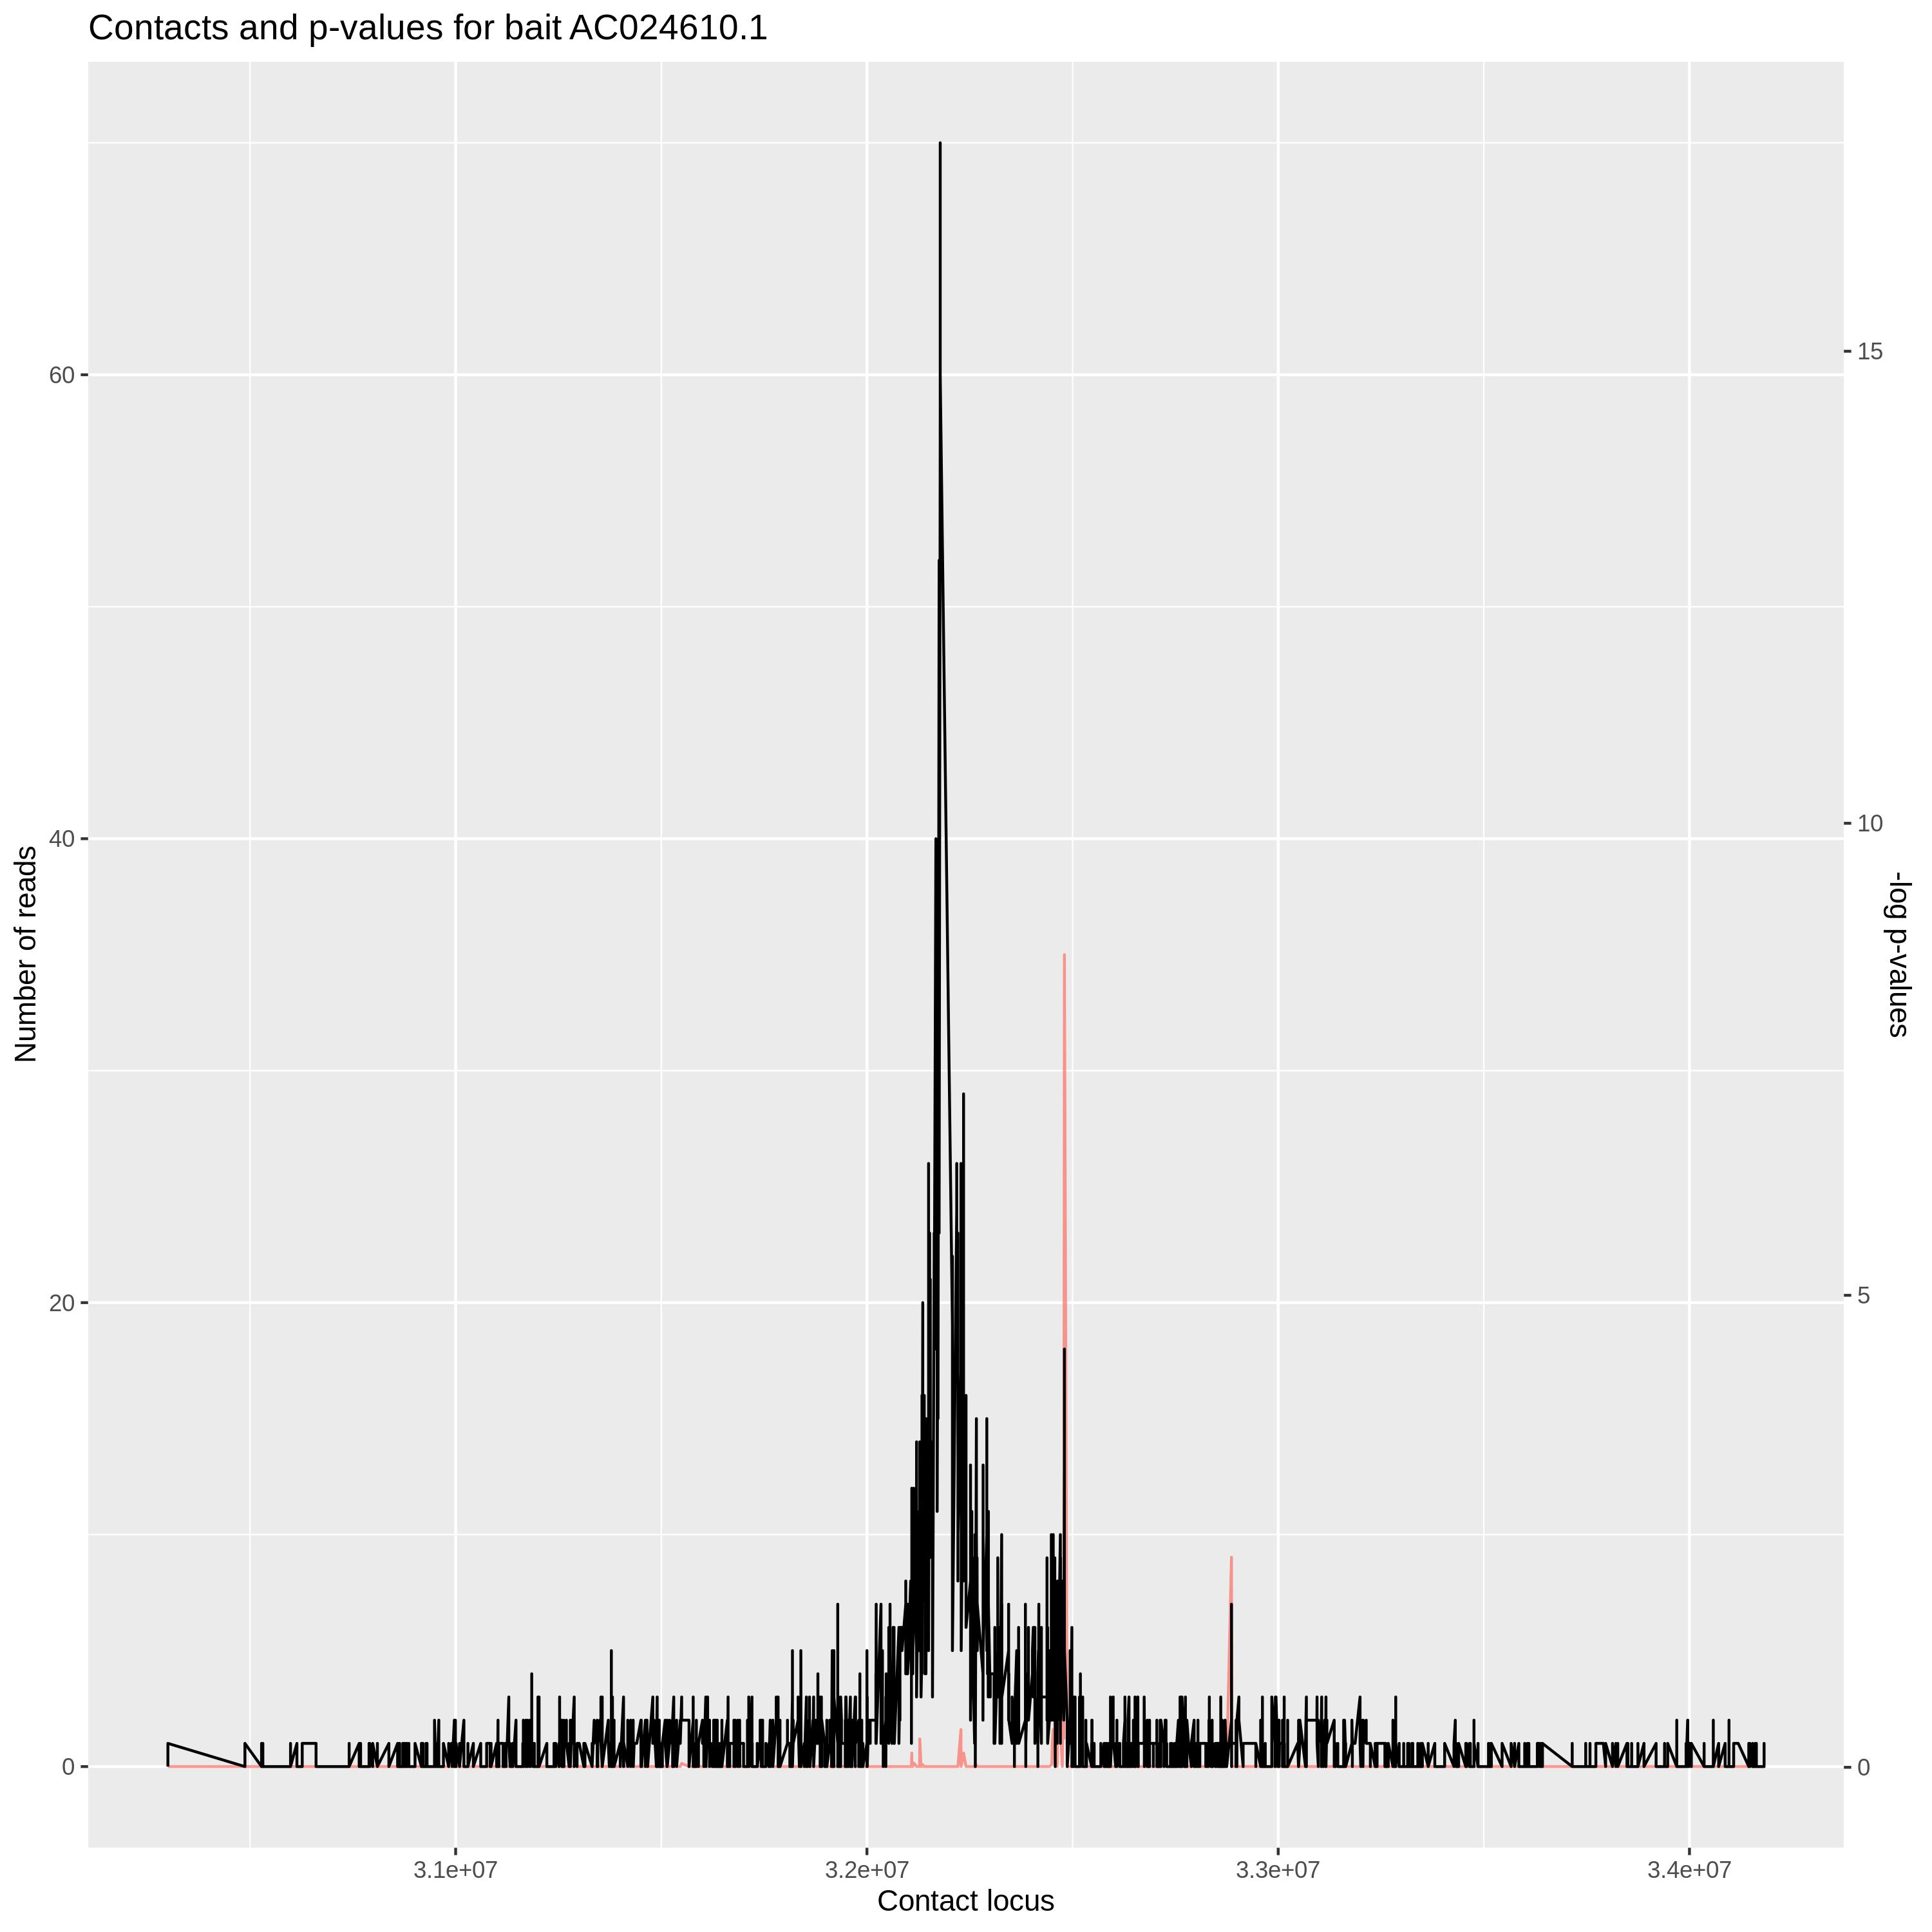 Contacts and p-values for bait AC024610.1
60
40
20
0
Number of reads
15
10
5
0
-log p-values
3.1e+07
3.2e+07
3.3e+07
3.4e+07
Contact locus